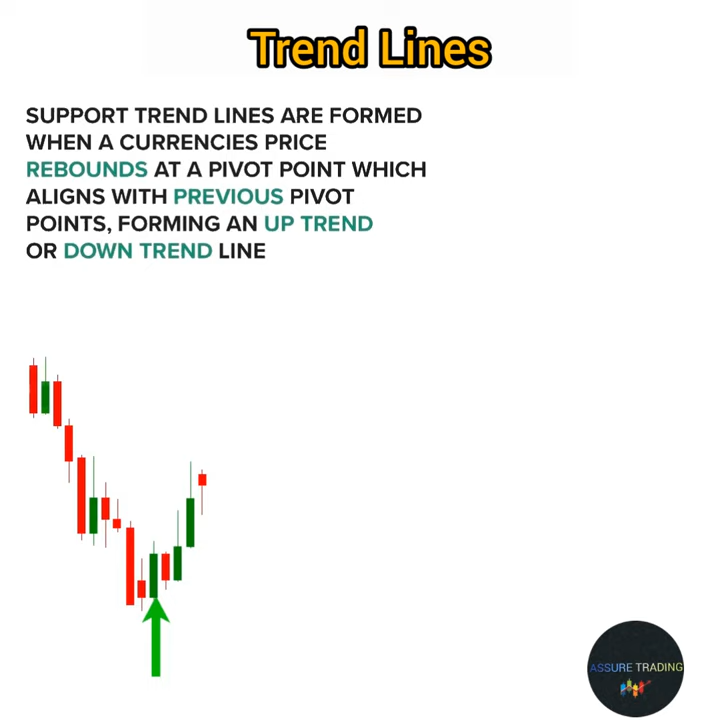 Trend Lines
SUPPORT TREND LINES ARE FORMED
WHEN A CURRENCIES PRICE
REBOUNDS AT A PIVOT POINT WHICH
ALIGNS WITH PREVIOUS PIVOT
POINTS, FORMING AN UP TREND
OR DOWN TREND LINE
ASSURE TRADING